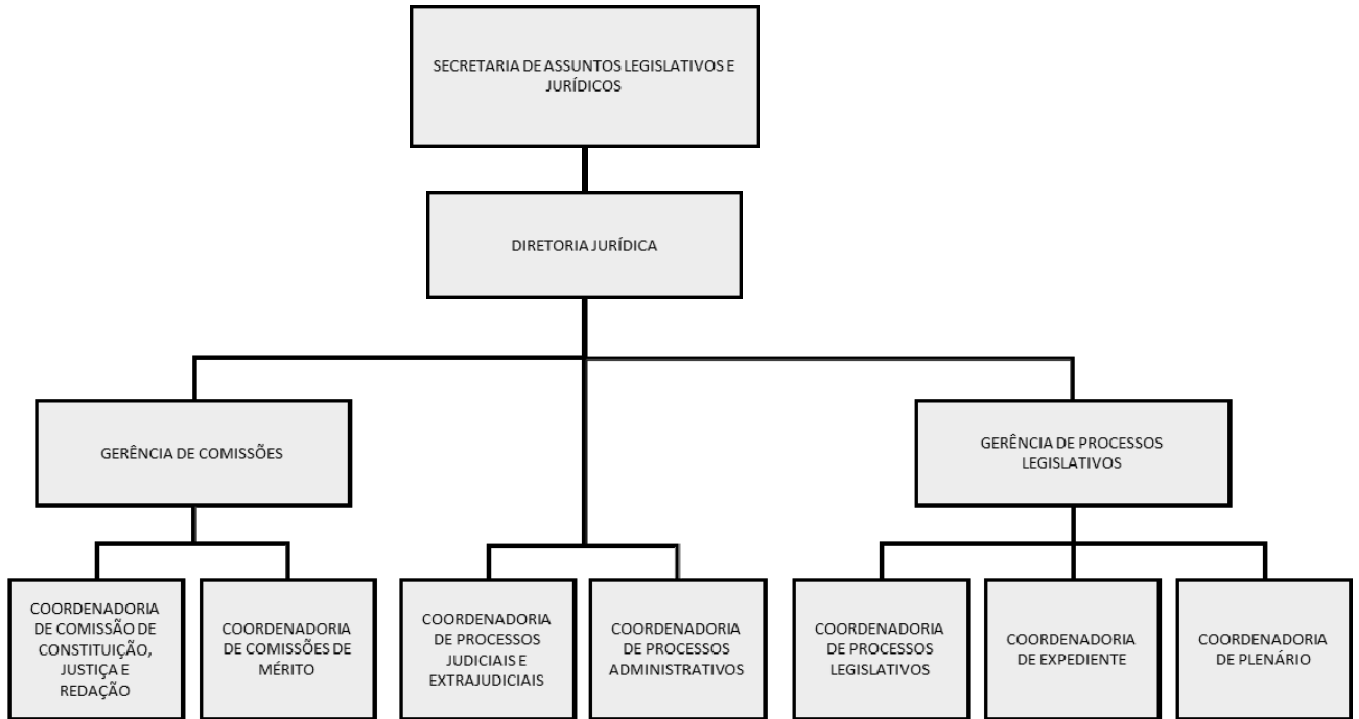 SECRETARIA DE ASSUNTOS LEGISLATIVOS E
JURÍDICOS
DIRETORIA JURÍDICA
GERÊNCIA DE COMISSÕES
GERÊNCIA DE PROCESSOS
LEGISLATIVOS
COORDENADORIA
DE COMISSÃO DE
CONSTITUIÇÃO,
JUSTIÇA E
REDAÇÃO
COORDENADORIA
DE COMISSÕES DE
MÉRITO
COORDENADORIA
DE PROCESSOS
JUDICIAIS E
EXTRAJUDICIAIS
COORDENADORIA
DE PROCESSOS
ADMINISTRATIVOS
COORDENADORIA
DE PROCESSOS
LEGISLATIVOS
COORDENADORIA
DE EXPEDIENTE
COORDENADORIA
DE PLENÁRIO